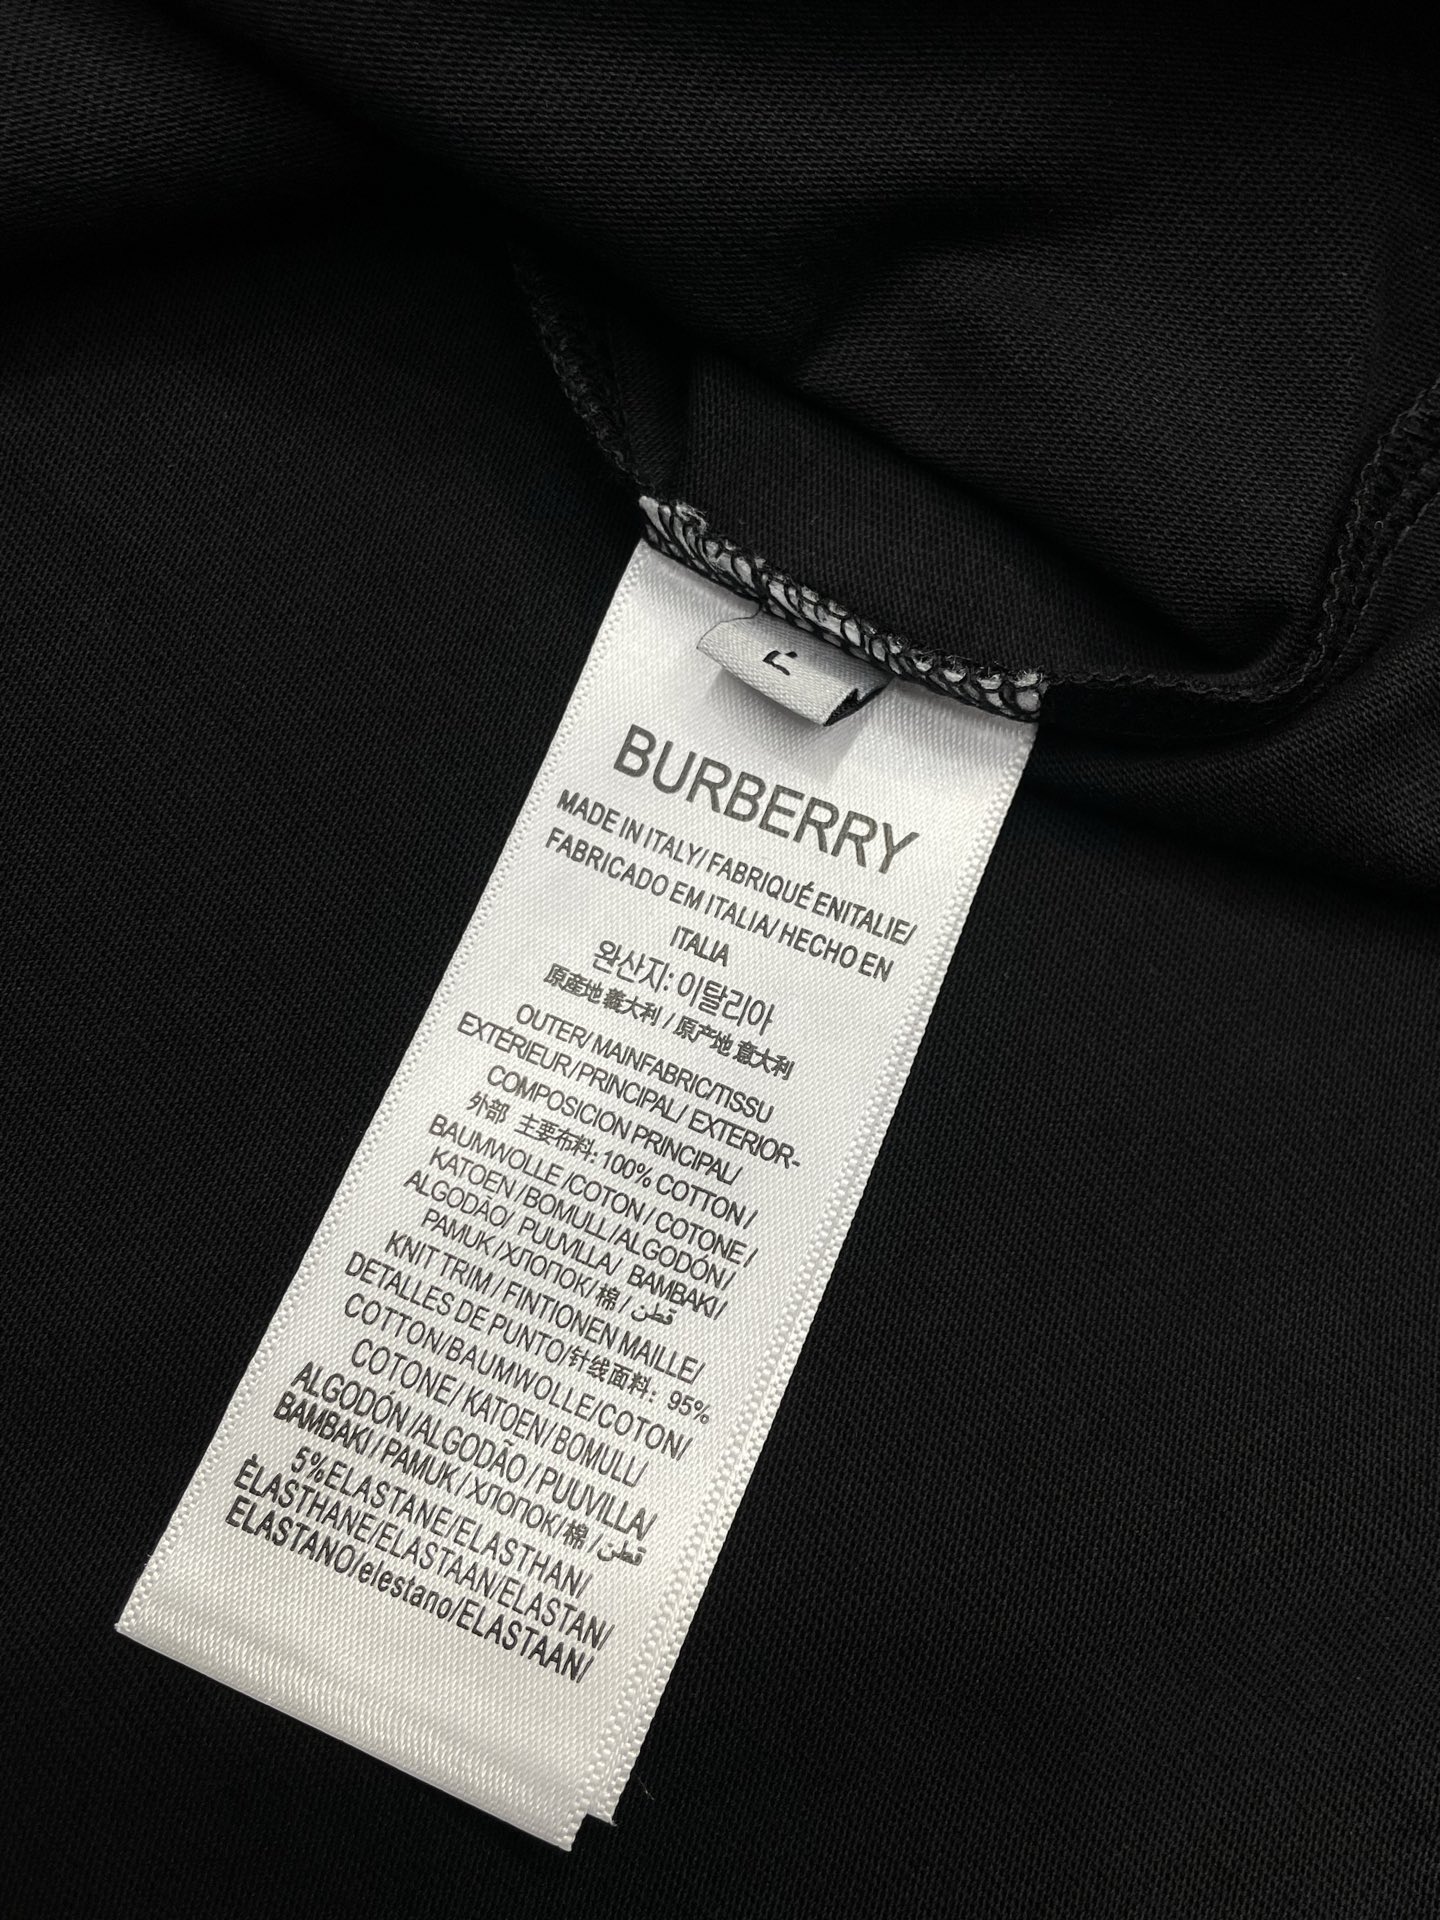 BURBERRY
MADE IN ITALY/ FABRIQUÉ ENITALIE/
FABRICADO EM ITALIA/ HECHO EN
ITALIA
완산지: 이탈리아
原産地 義大利 / 原产地 意大利
OUTER/ MAINFABRIC/TISSU
EXTÉRIEUR/PRINCIPAL/ EXTERIOR-
COMPOSICION PRINCIPAL/
外部 主要布料: 100% COTTON/
BAUMWOLLE /COTON / COTONE /
KATOEN / BOMULL/ALGODÓN/
ALGODÃO/ PUUVILLA/ BAMBAKI/
PAMUK /ХЛОПОК/ 棉 / قطن
KNIT TRIM / FINTIONEN MAILLE/
DETALLES DE PUNTO/针线面料: 95%
COTTON/BAUMWOLLE/COTON/
COTONE/ KATOEN/ BOMULL/
ALGODÓN /ALGODÃO / PUUVILLA/
BAMBAKI / PAMUK / ХЛОПОК/ 棉 / قطن
5%ELASTANE/ELASTHAN/
ÉLASTHANE/ELASTAAN/ELASTAN/
ELASTANO/elestano/ELASTAAN/